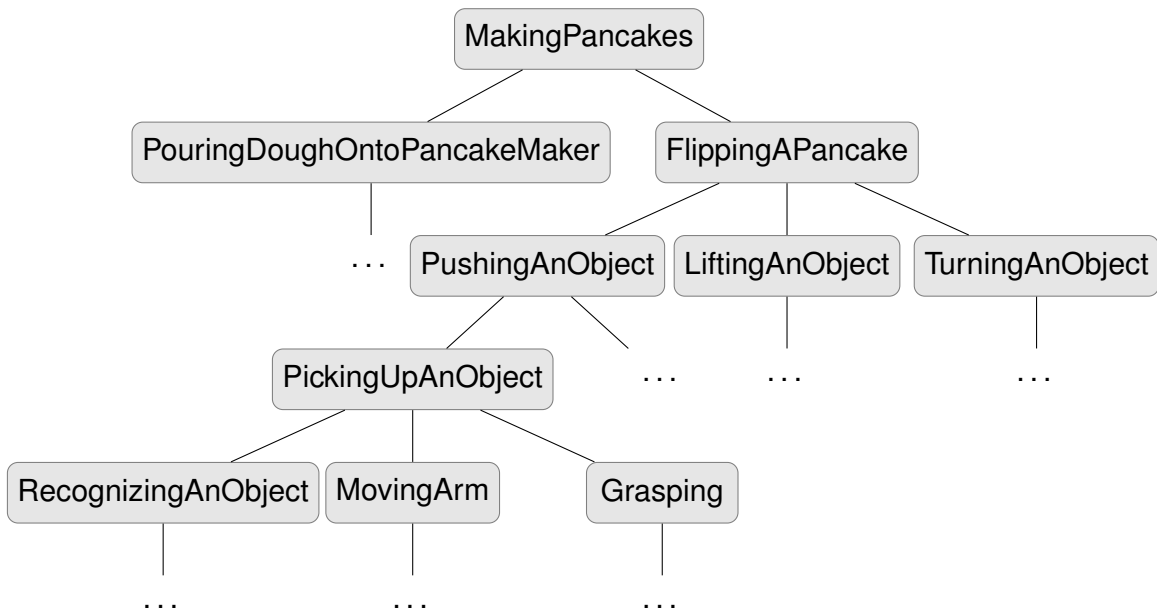 MakingPancakes
PouringDoughOntoPancakeMaker FlippingAPancake
... PushingAnObject LiftingAnObject TurningAnObject
PickingUpAnObject ... ... ...
RecognizingAnObject MovingArm Grasping
... ... ...